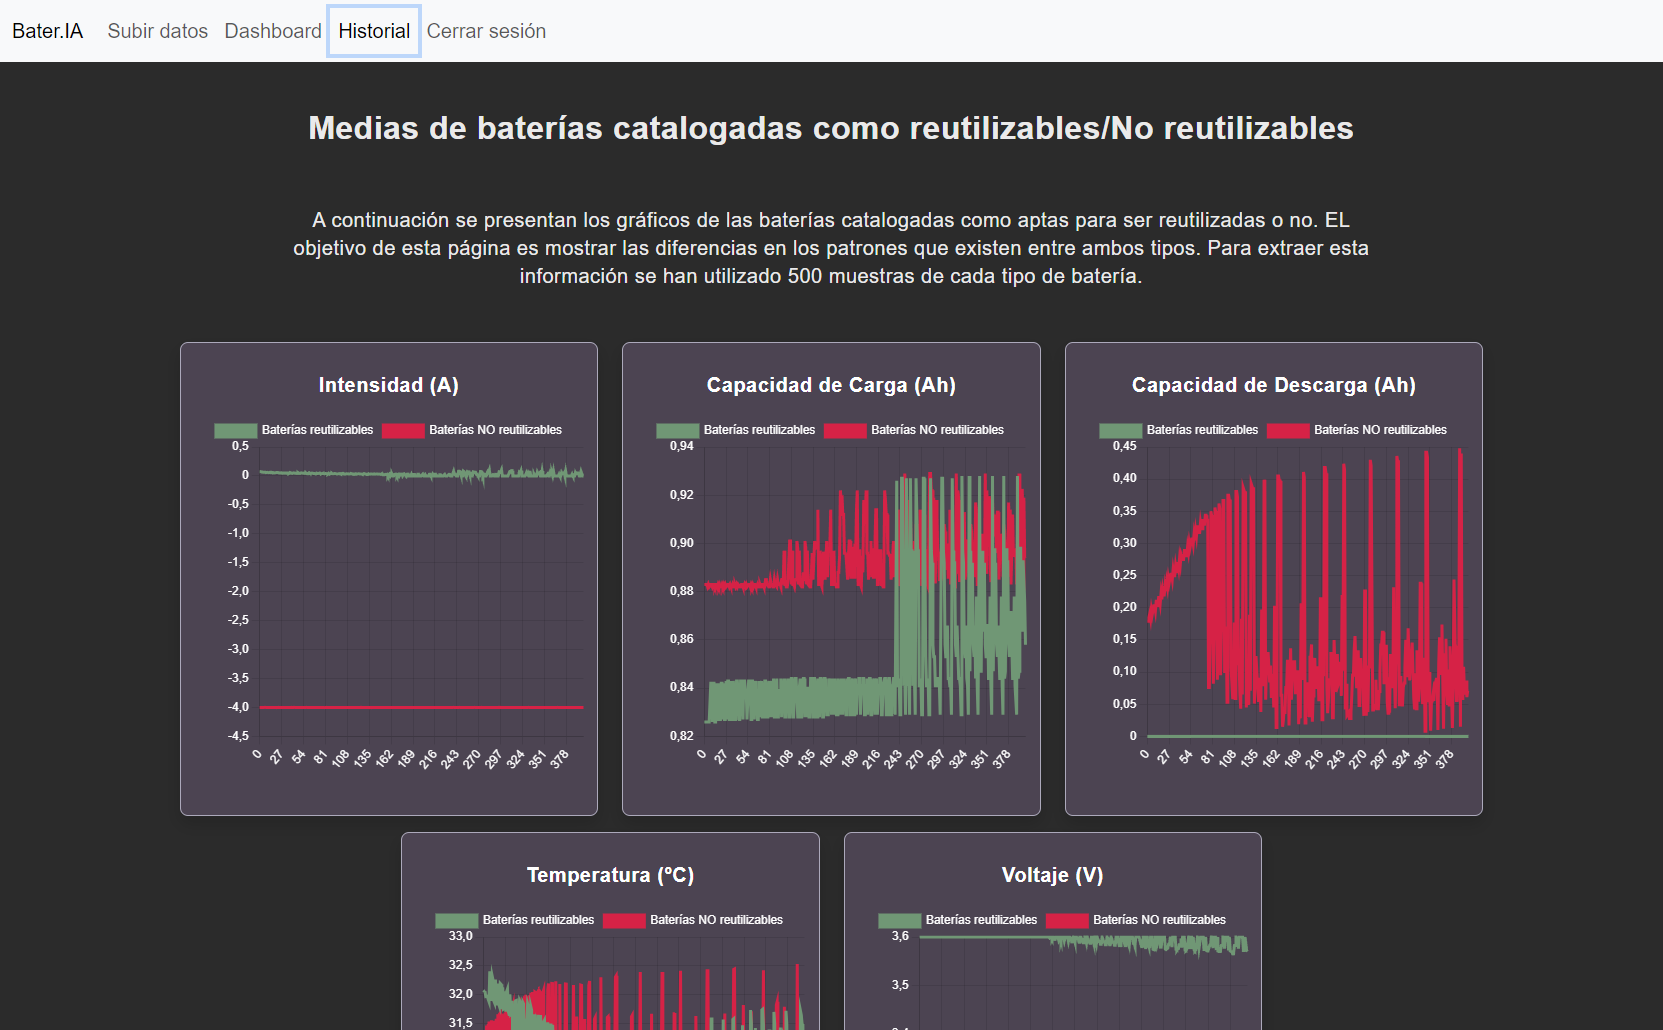 Bater.IA Subir datos Dashboard Historial Cerrar sesión
Medias de baterías catalogadas como reutilizables/No reutilizables
A continuación se presentan los gráficos de las baterías catalogadas como aptas para ser reutilizadas o no. EL
objetivo de esta página es mostrar las diferencias en los patrones que existen entre ambos tipos. Para extraer esta
información se han utilizado 500 muestras de cada tipo de batería.
Intensidad (A)
Baterías reutilizables Baterías NO reutilizables
0,5
0
-0,5
-1,0
-1,5
-2,0
-2,5
-3,0
-3,5
-4,0
-4,5
0 27 54 81 108 135 162 189 216 243 270 297 324 351 378
Capacidad de Carga (Ah)
Baterías reutilizables Baterías NO reutilizables
0,94
0,92
0,90
0,88
0,86
0,84
0,82
0 27 54 81 108 135 162 189 216 243 270 297 324 351 378
Capacidad de Descarga (Ah)
Baterías reutilizables Baterías NO reutilizables
0,45
0,40
0,35
0,30
0,25
0,20
0,15
0,10
0,05
0
0 27 54 81 108 135 162 189 216 243 270 297 324 351 378
Temperatura (ºC)
Baterías reutilizables Baterías NO reutilizables
33,0
32,5
32,0
31,5
Voltaje (V)
Baterías reutilizables Baterías NO reutilizables
3,6
3,5